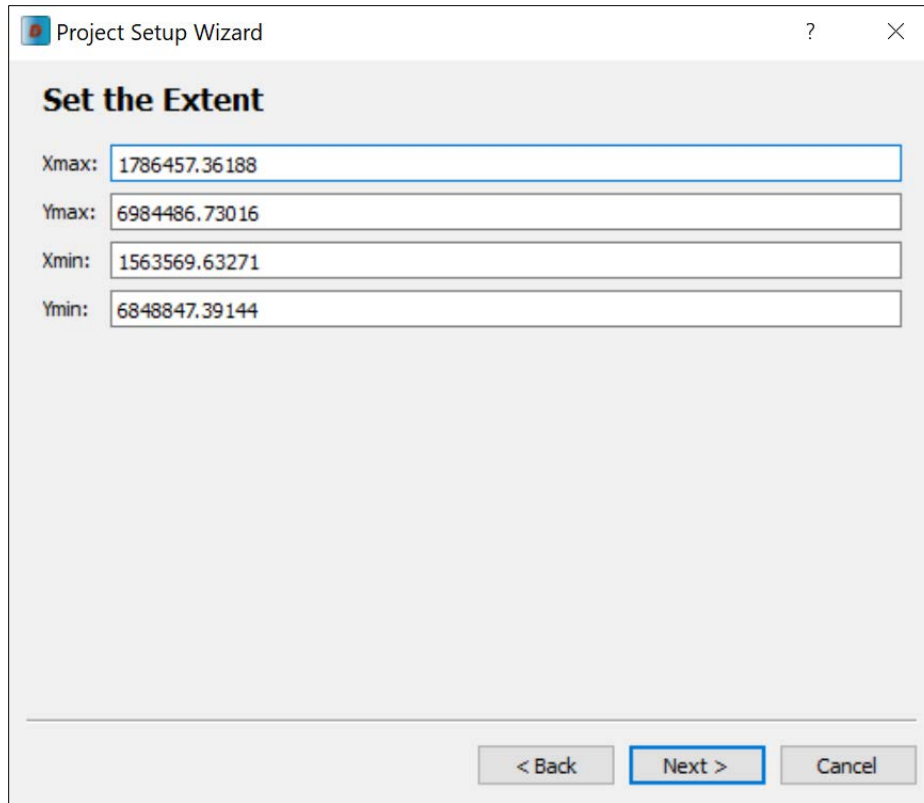 Project Setup Wizard ?
Set the Extent
Xmax: 1786457.36188
Ymax: 6984486.73016
Xmin: 1563569.63271
Ymin: 6848847.39144
< Back Next > Cancel